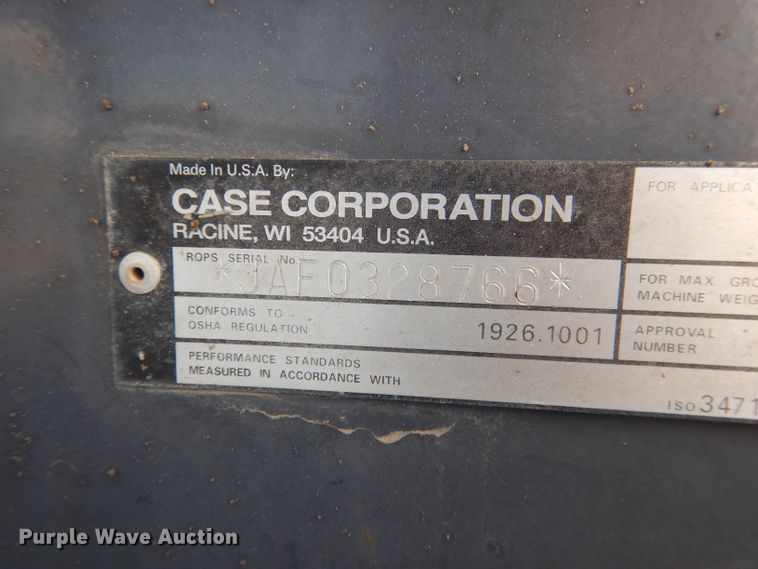 Made In U.S.A. By:
CASE CORPORATION
RACINE, WI 53404 U.S.A.
ROPS SERIAL No.
*JAF0328766*
CONFORMS TO
OSHA REGULATION
1926.1001
PERFORMANCE STANDARDS
MEASURED IN ACCORDANCE WITH
ISO 3471
FOR APPLICA
FOR MAX. GRO
MACHINE WEIG
APPROVAL
NUMBER
Purple Wave Auction